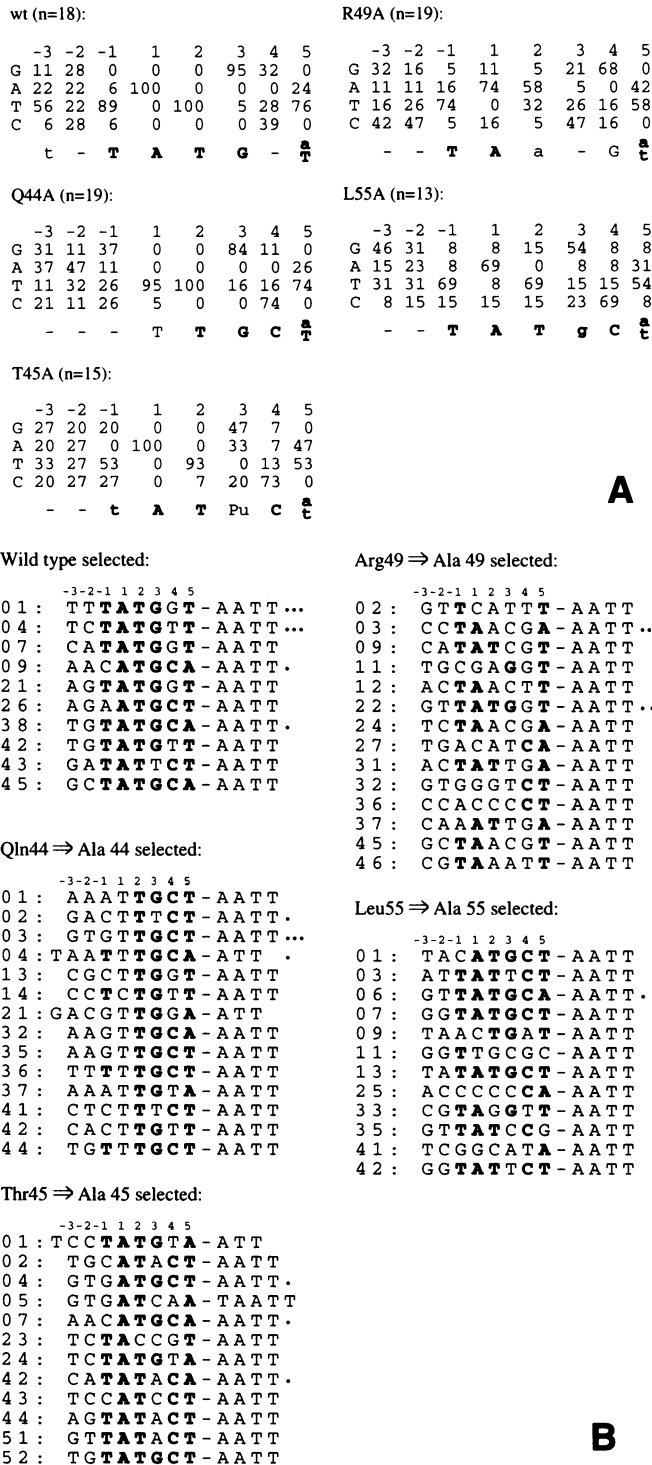 wt (n=18):
-3 -2 -1 1 2 3 4 5
G 11 28 0 0 0 95 32 0
A 22 22 6 100 0 0 0 24
T 56 22 89 0 100 5 28 76
C 6 28 6 0 0 0 39 0
t - T A T G - a/T
R49A (n=19):
-3 -2 -1 1 2 3 4 5
G 32 16 5 11 5 21 68 0
A 11 11 16 74 58 5 0 42
T 16 26 74 0 32 26 16 58
C 42 47 5 16 5 47 16 0
- - T A a - G a/t
Q44A (n=19):
-3 -2 -1 1 2 3 4 5
G 31 11 37 0 0 84 11 0
A 37 47 11 0 0 0 0 26
T 11 32 26 95 100 16 16 74
C 21 11 26 5 0 0 74 0
- - - T T G C a/T
L55A (n=13):
-3 -2 -1 1 2 3 4 5
G 46 31 8 8 15 54 8 8
A 15 23 8 69 0 8 8 31
T 31 31 69 8 69 15 15 54
C 8 15 15 15 15 23 69 8
- - T A T g C a/t
T45A (n=15):
-3 -2 -1 1 2 3 4 5
G 27 20 20 0 0 47 7 0
A 20 27 0 100 0 33 7 47
T 33 27 53 0 93 0 13 53
C 20 27 27 0 7 20 73 0
- - t A T Pu C a/t
A
Wild type selected:
-3-2-1 1 2 3 4 5
01: TTTATGGT-AATT•••
04: TCTATGTT-AATT•••
07: CATATGGT-AATT
09: AACATGCA-AATT•
21: AGTATGGT-AATT
26: AGAATGCT-AATT
38: TGTATGCA-AATT•
42: TGTATGTT-AATT
43: GATATTCT-AATT
45: GCTATGCA-AATT
Arg49 ⇒ Ala 49 selected:
-3-2-1 1 2 3 4 5
02: GTTCATTT-AATT
03: CCTAACGA-AATT••
09: CATATCGT-AATT
11: TGCGAGGT-AATT
12: ACTAACTT-AATT
22: GTTATGGT-AATT••
24: TCTAACGA-AATT
27: TGACATCA-AATT
31: ACTATTGA-AATT
32: GTGGGTCT-AATT
36: CCACCCCT-AATT
37: CAAATTGA-AATT
45: GCTAACGT-AATT
46: CGTAAATT-AATT
Qln44 ⇒ Ala 44 selected:
-3-2-1 1 2 3 4 5
01: AAATTGCT-AATT
02: GACTTTCT-AATT•
03: GTGTTGCT-AATT•••
04: TAATTTGCA-ATT •
13: CGCTTGGT-AATT
14: CCTCTGTT-AATT
21: GACGTTGGA-ATT
32: AAGTTGCA-AATT
35: AAGTTGCT-AATT
36: TTTTTGCT-AATT
37: AAATTGTA-AATT
41: CTCTTTCT-AATT
42: CACTTGTT-AATT
44: TGTTTGCT-AATT
Leu55 ⇒ Ala 55 selected:
-3-2-1 1 2 3 4 5
01: TACATGCT-AATT
03: ATTATTCT-AATT
06: GTTATGCA-AATT•
07: GGTATGCT-AATT
09: TAACTGAT-AATT
11: GGTTGCGC-AATT
13: TATATGCT-AATT
25: ACCCCCCA-AATT
33: CGTAGGTT-AATT
35: GTTATCCG-AATT
41: TCGGCATA-AATT
42: GGTATTCT-AATT
Thr45 ⇒ Ala 45 selected:
-3-2-1 1 2 3 4 5
01: TCCTATGTA-ATT
02: TGCATACT-AATT
04: GTGATGCT-AATT•
05: GTGATCAA-TAATT
07: AACATGCA-AATT•
23: TCTACCGT-AATT
24: TCTATGTA-AATT
42: CATATACA-AATT•
43: TCCATCCT-AATT
44: AGTATACT-AATT
51: GTTATACT-AATT
52: TGTATGCT-AATT
B